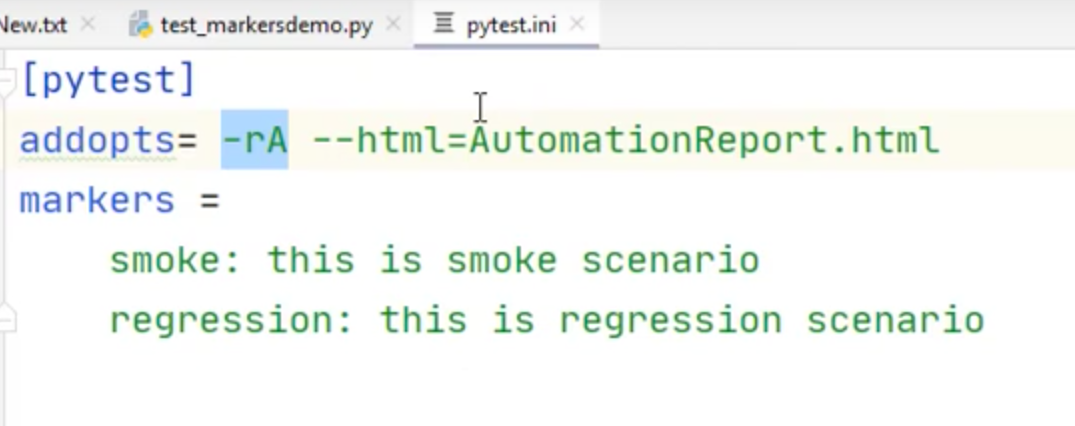 New.txt test_markersdemo.py pytest.ini
[pytest]
addopts= -rA --html=AutomationReport.html
markers =
smoke: this is smoke scenario
regression: this is regression scenario